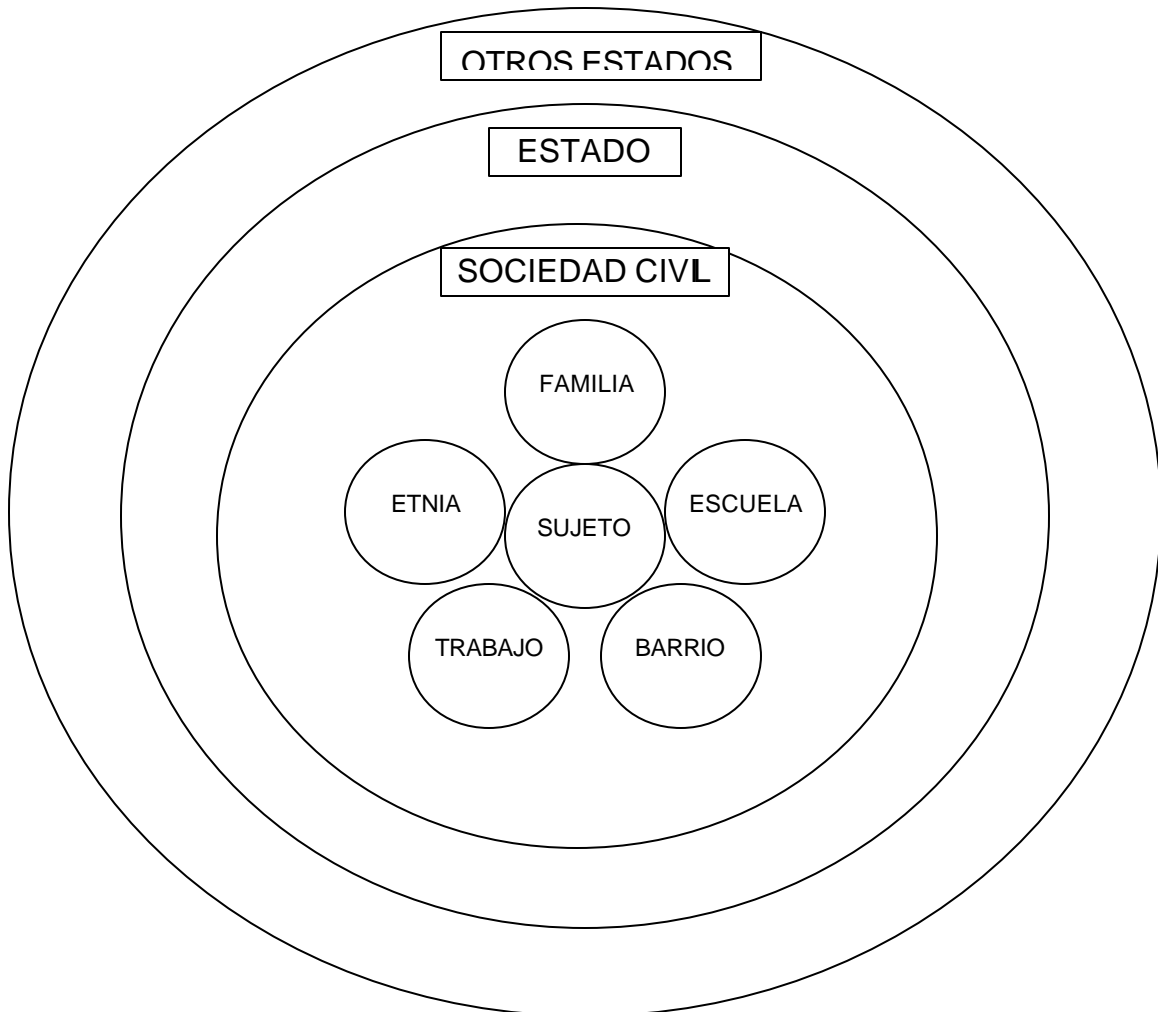 OTROS ESTADOS
ESTADO
SOCIEDAD CIVIL
FAMILIA
ETNIA
ESCUELA
SUJETO
TRABAJO
BARRIO